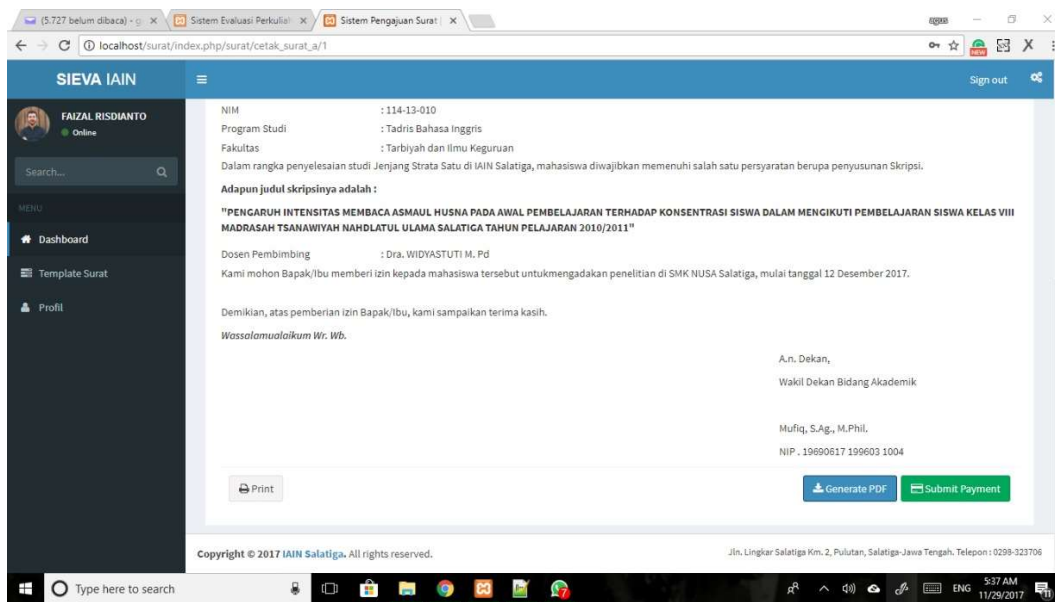 (5.727 belum dibaca) - g
Sistem Evaluasi Perkuliah
Sistem Pengajuan Surat |
agus
localhost/surat/index.php/surat/cetak_surat_a/1
NEW
SIEVA IAIN
Sign out
FAIZAL RISDIANTO
Online
Search...
MENU
Dashboard
Template Surat
Profil
NIM : 114-13-010
Program Studi : Tadris Bahasa Inggris
Fakultas : Tarbiyah dan Ilmu Keguruan
Dalam rangka penyelesaian studi Jenjang Strata Satu di IAIN Salatiga, mahasiswa diwajibkan memenuhi salah satu persyaratan berupa penyusunan Skripsi.
Adapun judul skripsinya adalah :
"PENGARUH INTENSITAS MEMBACA ASMAUL HUSNA PADA AWAL PEMBELAJARAN TERHADAP KONSENTRASI SISWA DALAM MENGIKUTI PEMBELAJARAN SISWA KELAS VIII
MADRASAH TSANAWIYAH NAHDLATUL ULAMA SALATIGA TAHUN PELAJARAN 2010/2011"
Dosen Pembimbing : Dra. WIDYASTUTI M. Pd
Kami mohon Bapak/Ibu memberi izin kepada mahasiswa tersebut untukmengadakan penelitian di SMK NUSA Salatiga, mulai tanggal 12 Desember 2017.
Demikian, atas pemberian izin Bapak/Ibu, kami sampaikan terima kasih.
Wassalamualaikum Wr. Wb.
A.n. Dekan,
Wakil Dekan Bidang Akademik
Mufiq, S.Ag., M.Phil.
NIP . 19690617 199603 1004
Print
Generate PDF
Submit Payment
Copyright © 2017 IAIN Salatiga. All rights reserved.
Jln. Lingkar Salatiga Km. 2, Pulutan, Salatiga-Jawa Tengah. Telepon : 0298-323706
Type here to search
ENG
5:37 AM
11/29/2017